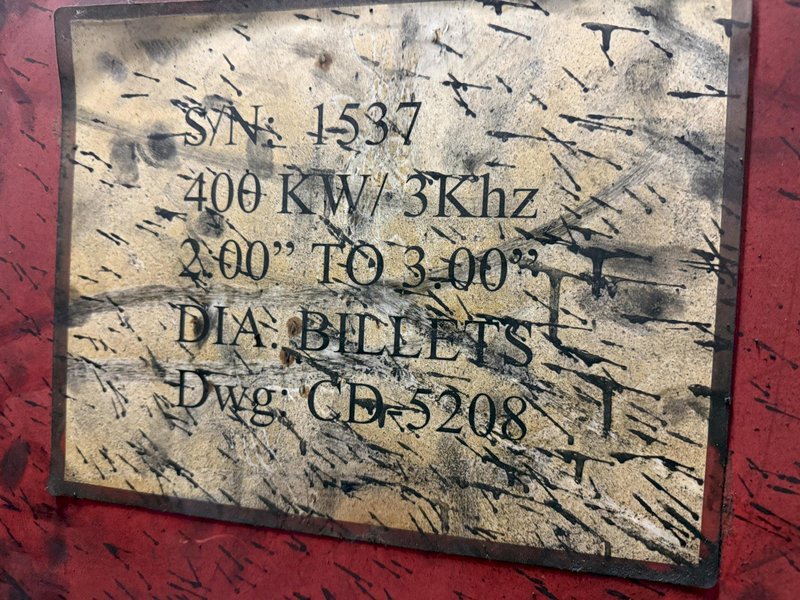 S/N: 1537
400 KW/ 3Khz
2.00” TO 3.00”
DIA. BILLETS
Dwg. CD-5208